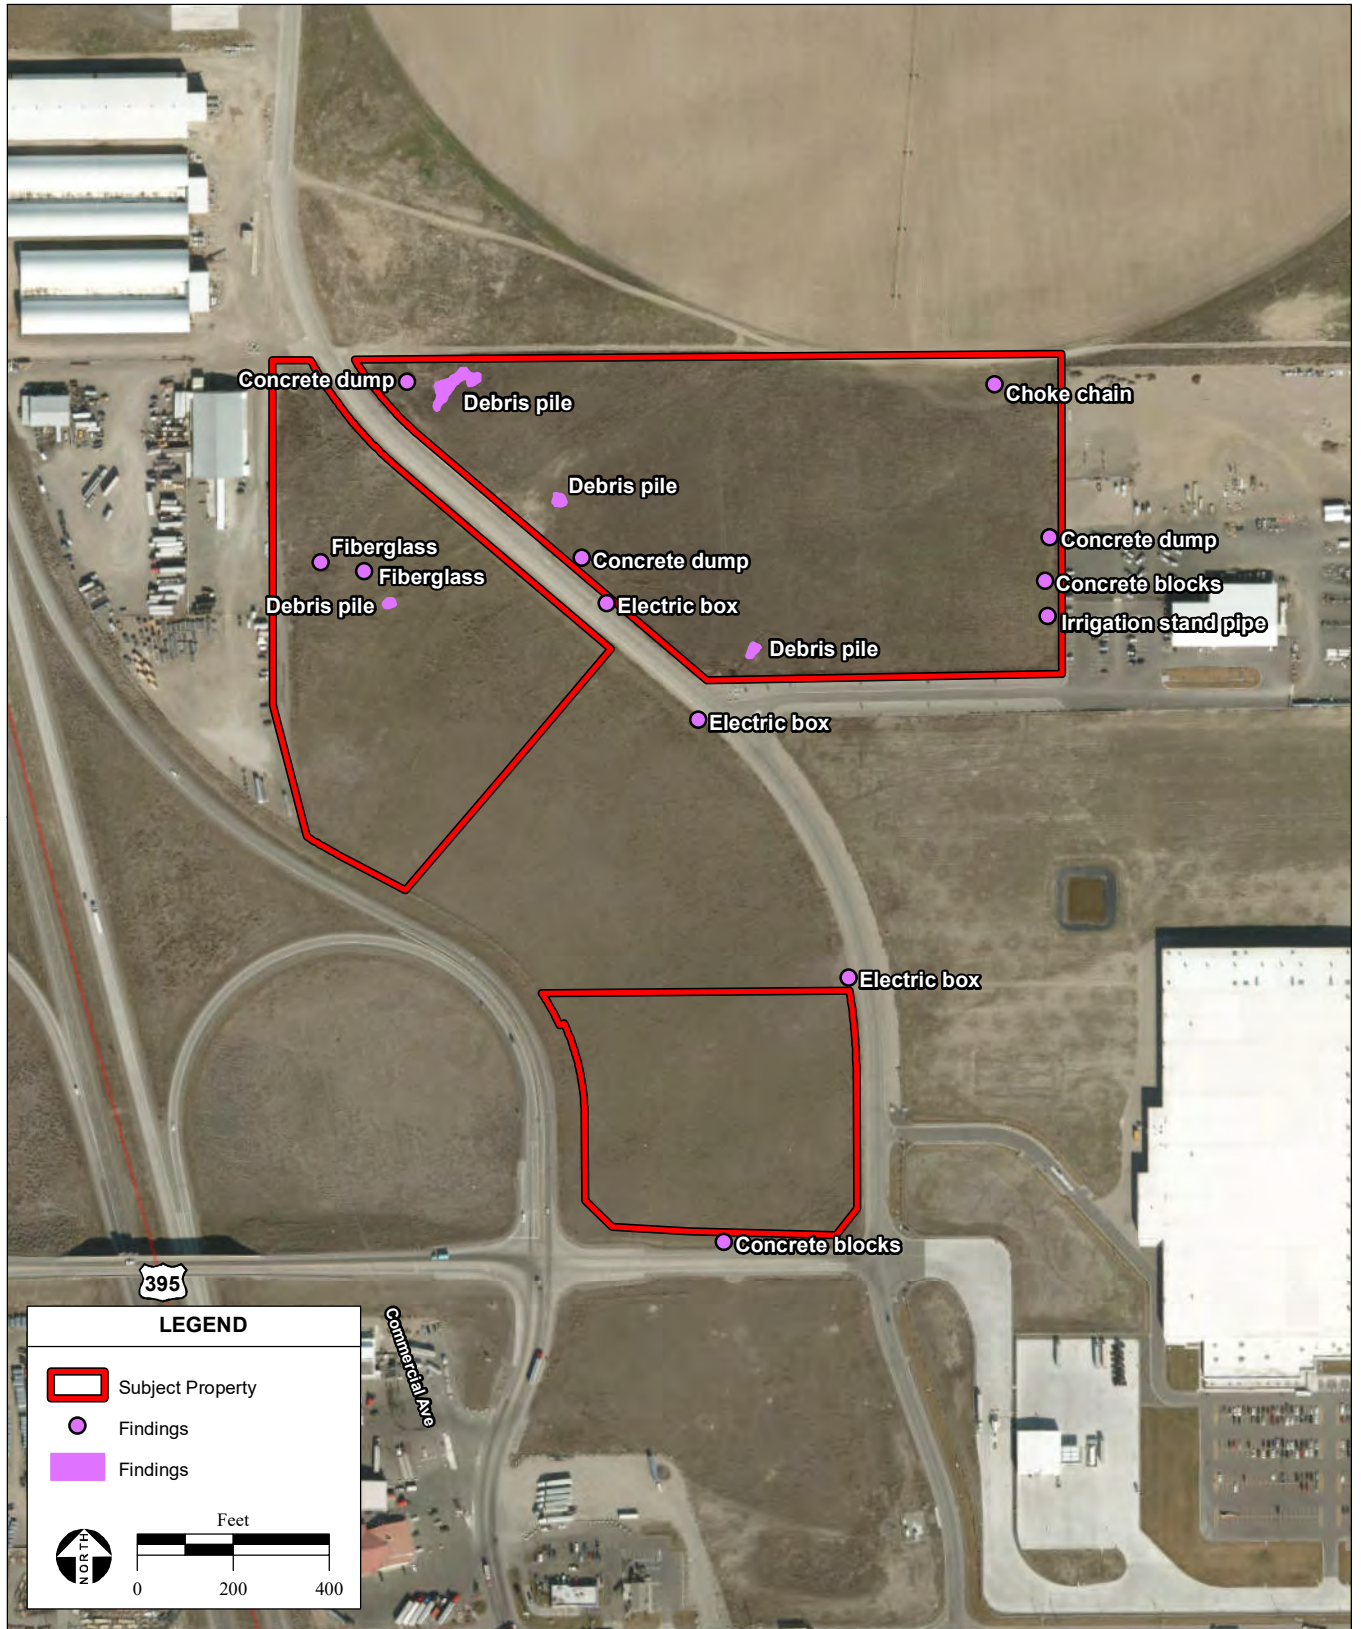 Concrete dump
Debris pile
Choke chain
Debris pile
Fiberglass
Fiberglass
Concrete dump
Concrete dump
Concrete blocks
Debris pile
Electric box
Irrigation stand pipe
Debris pile
Electric box
Electric box
Concrete blocks
395
Commercial Ave
LEGEND
Subject Property
Findings
Findings
Feet
NORTH
0 200 400